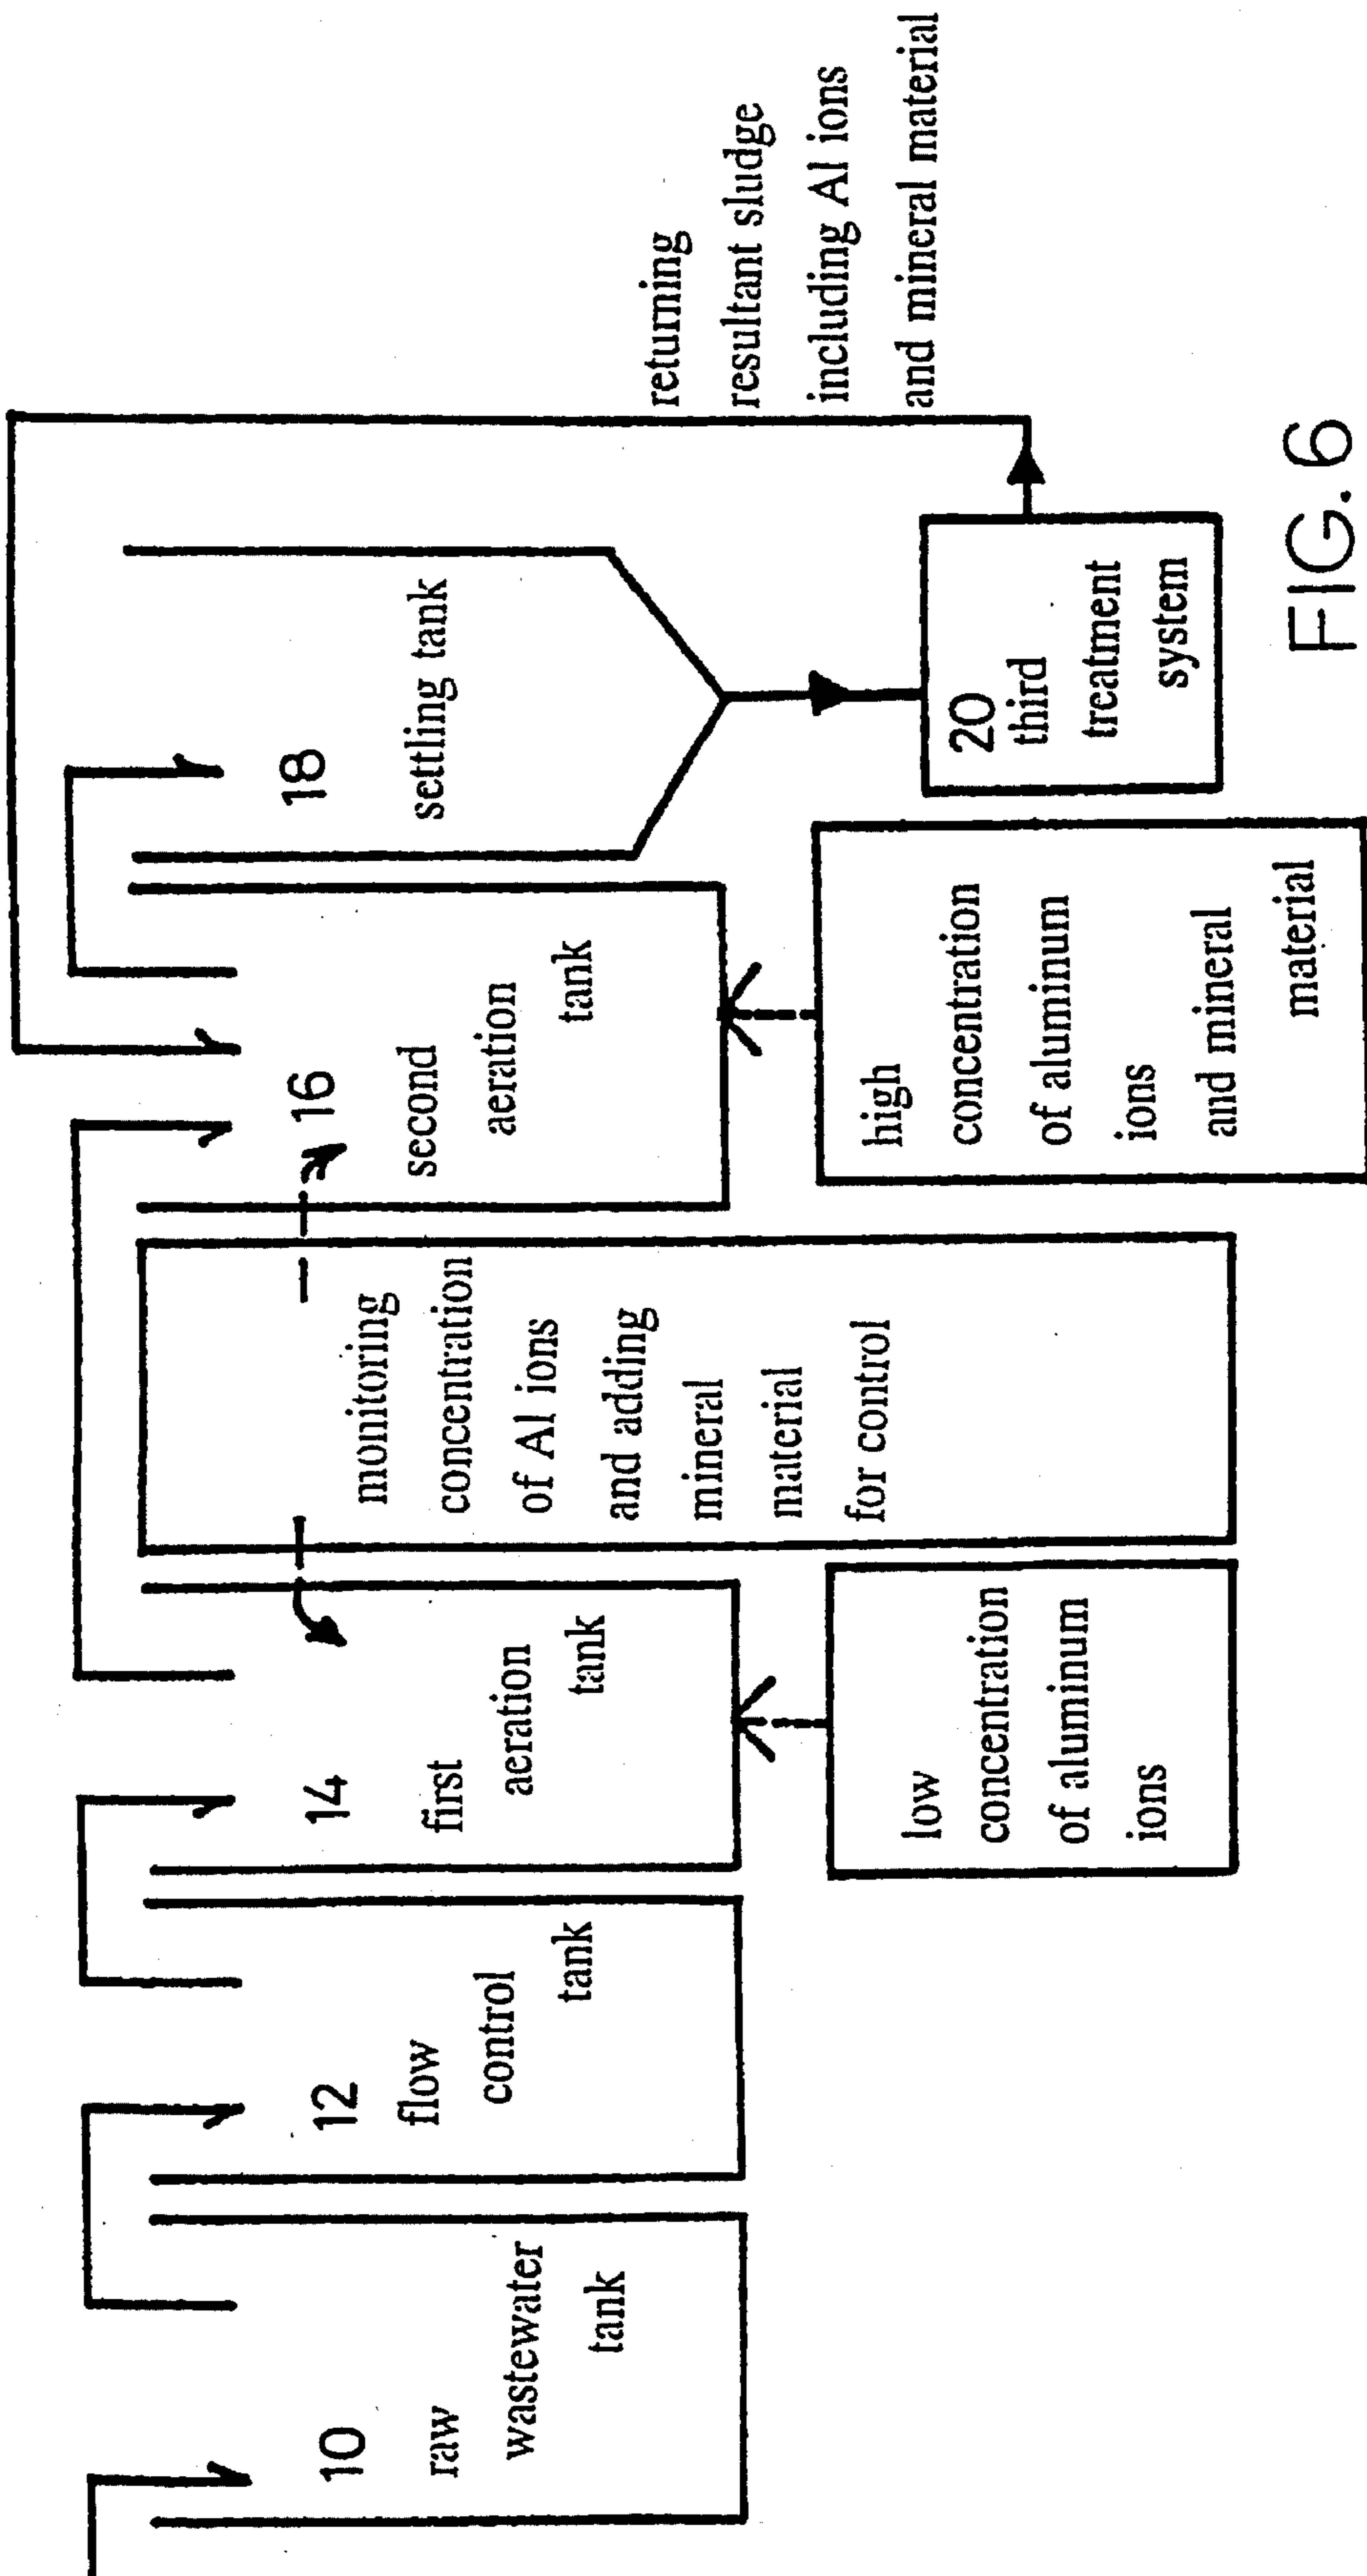 10
raw
wastewater
tank
12
flow
control
tank
14
first
aeration
tank
low
concentration
of aluminum
ions
monitoring
concentration
of Al ions
and adding
mineral
material
for control
16
second
aeration
tank
high
concentration
of aluminum
ions
and mineral
material
18
settling tank
20
third
treatment
system
returning
resultant sludge
including Al ions
and mineral material
FIG. 6